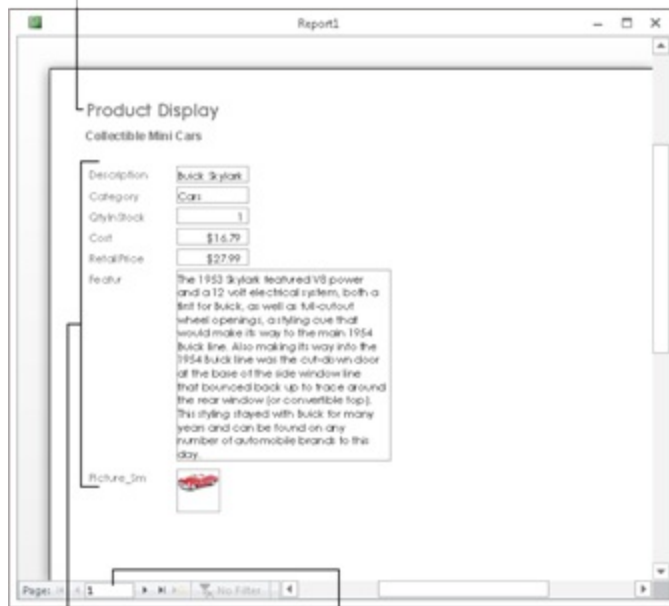 Report1
Product Display
Collectible Mini Cars
Description Buick Skylark
Category Cars
QtyInStock 1
Cost $16.79
RetailPrice $27.99
Featur The 1953 Skylark featured V8 power
and a 12 volt electrical system, both a
first for Buick, as well as full-cutout
wheel openings, a styling cue that
would make its way to the main 1954
Buick line. Also making its way into the
1954 Buick line was the cut-down door
at the base of the side window line
that bounced back up to trace around
the rear window (or convertible top).
This styling stayed with Buick for many
years and can be found on any
number of automobile brands to this
day.
Picture_Sm
Page: 1 No Filter